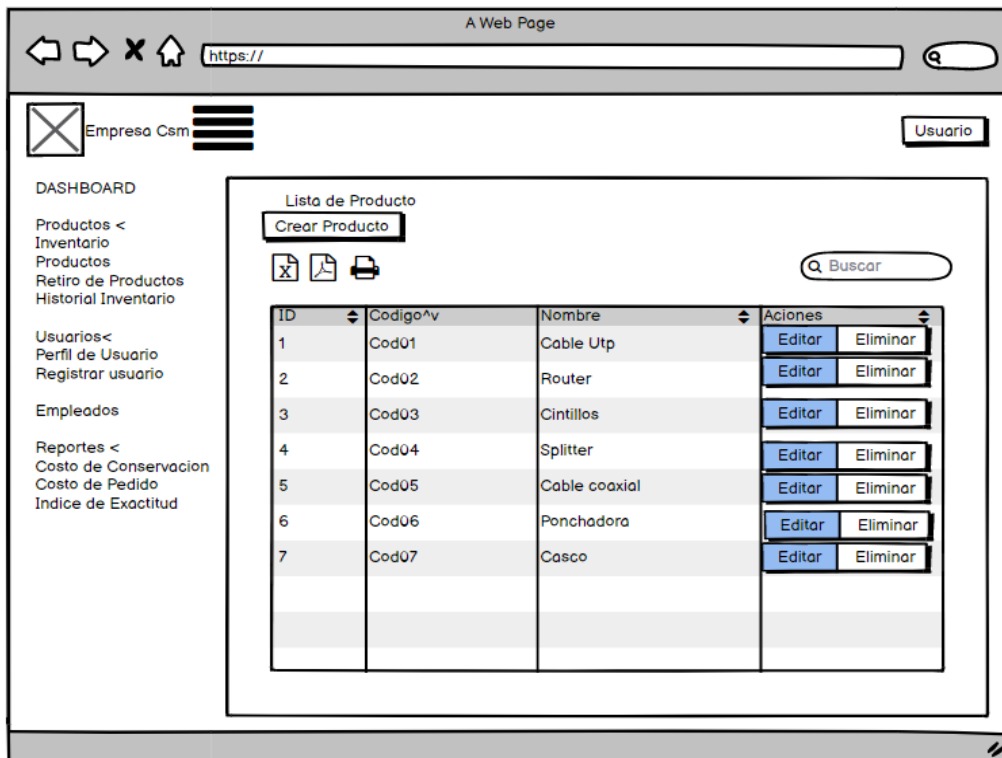 A Web Page
https://
Empresa Csm
Usuario
DASHBOARD
Productos <
Inventario
Productos
Retiro de Productos
Historial Inventario
Usuarios<
Perfil de Usuario
Registrar usuario
Empleados
Reportes <
Costo de Conservacion
Costo de Pedido
Indice de Exactitud
Lista de Producto
Crear Producto
X
Buscar
ID Codigo^v Nombre Aciones
1 Cod01 Cable Utp Editar Eliminar
2 Cod02 Router Editar Eliminar
3 Cod03 Cintillos Editar Eliminar
4 Cod04 Splitter Editar Eliminar
5 Cod05 Cable coaxial Editar Eliminar
6 Cod06 Ponchadora Editar Eliminar
7 Cod07 Casco Editar Eliminar